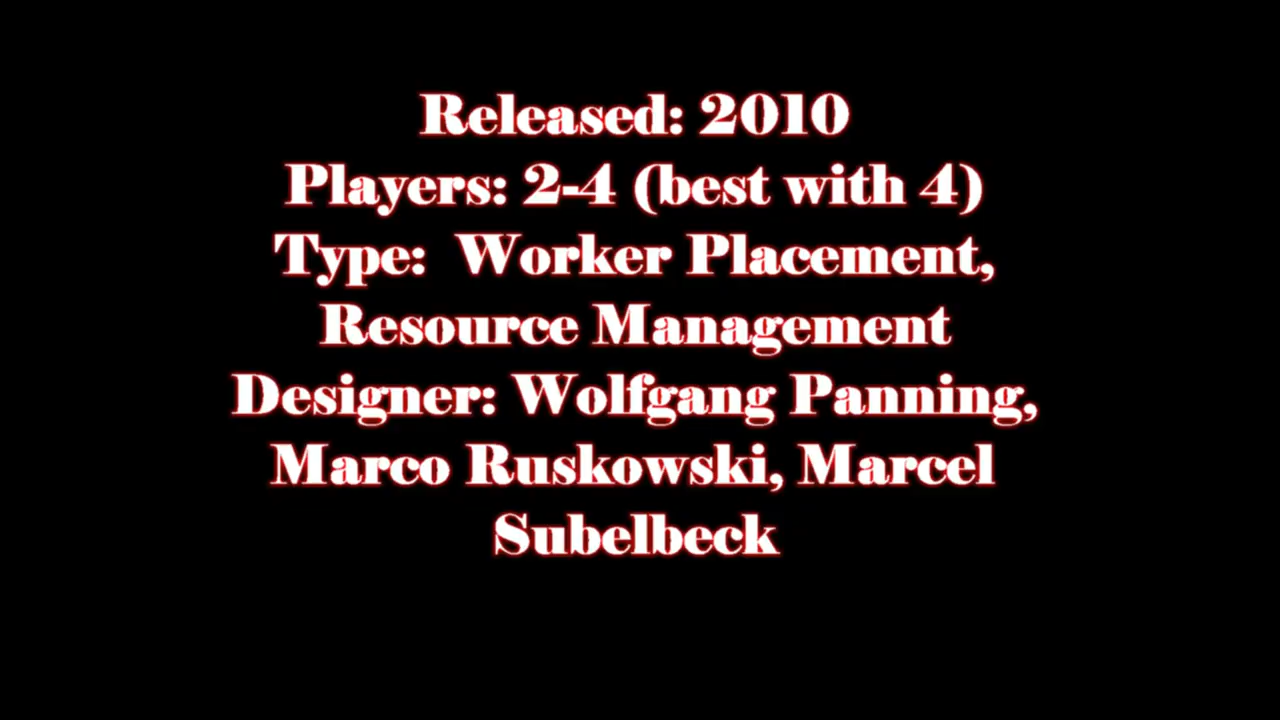 Released: 2010
Players: 2-4 (best with 4)
Type:  Worker Placement,
Resource Management
Designer: Wolfgang Panning,
Marco Ruskowski, Marcel
Subelbeck